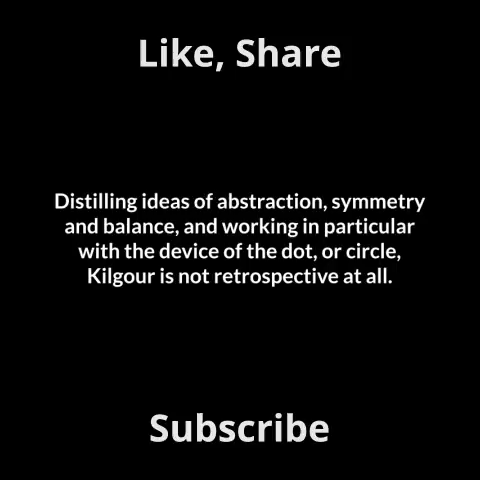 Like, Share
Distilling ideas of abstraction, symmetry
and balance, and working in particular
with the device of the dot, or circle,
Kilgour is not retrospective at all.
Subscribe